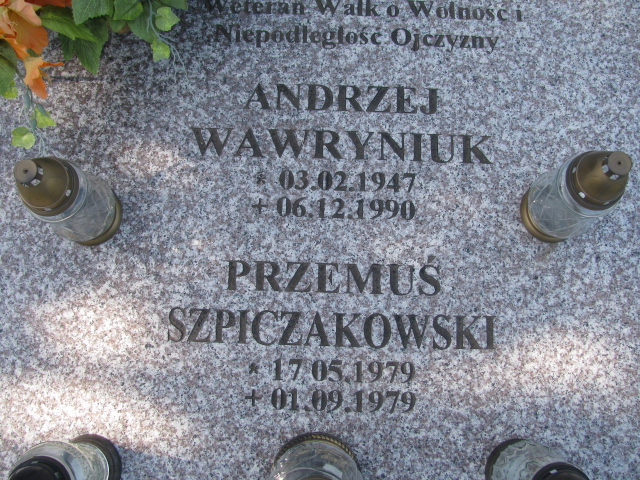 Weteran Walk o Wolność i
Niepodległość Ojczyzny
ANDRZEJ
WAWRYNIUK
* 03.02.1947
+ 06.12.1990
PRZEMUŚ
SZPICZAKOWSKI
* 17.05.1979
+ 01.09.1979